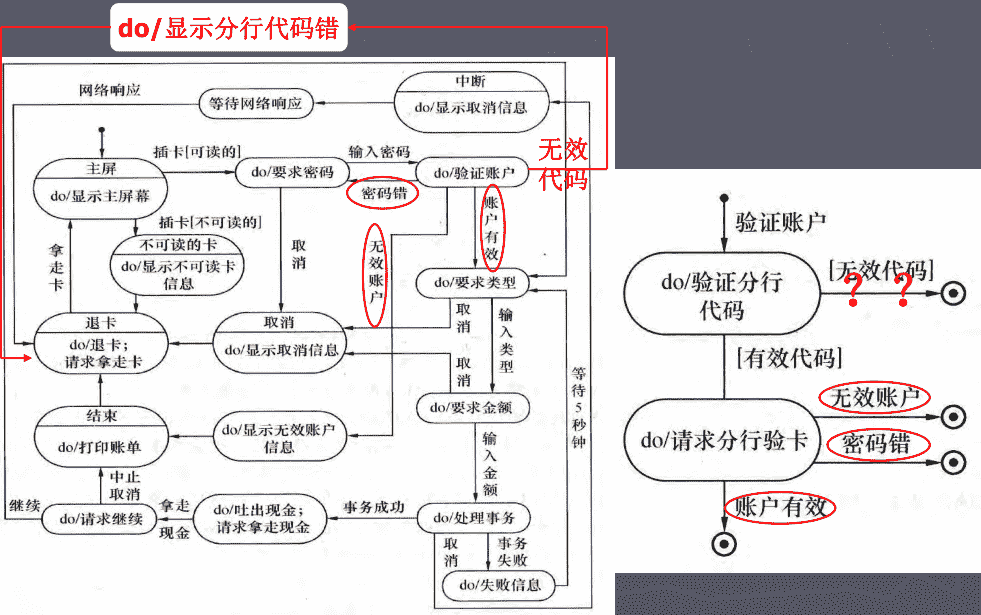 do/显示分行代码错
网络响应
等待网络响应
中断
do/显示取消信息
主屏
do/显示主屏幕
插卡[可读的]
do/要求密码
输入密码
密码错
do/验证账户
无效
代码
插卡[不可读的]
不可读的卡
do/显示不可读卡
信息
拿走卡
取消
无效账户
账户有效
do/要求类型
退卡
do/退卡;
请求拿走卡
取消
do/显示取消信息
取消
输入类型
取消
do/要求金额
等待5秒钟
结束
do/打印账单
do/显示无效账户
信息
输入金额
中止
取消
继续
do/请求继续
拿走
现金
do/吐出现金;
请求拿走现金
事务成功
do/处理事务
取消
事务
失败
do/失败信息
验证账户
do/验证分行
代码
[无效代码]
? ?
[有效代码]
do/请求分行验卡
无效账户
密码错
账户有效